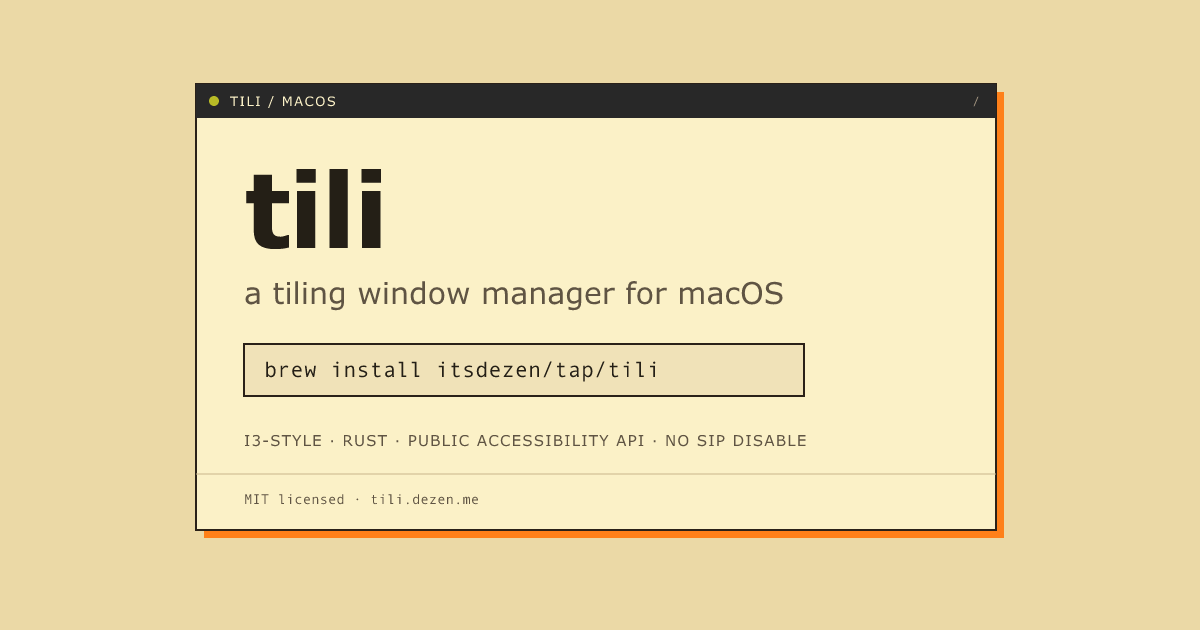 TILI / MACOS /
tili
a tiling window manager for macOS
brew install itsdezen/tap/tili
I3-STYLE · RUST · PUBLIC ACCESSIBILITY API · NO SIP DISABLE
MIT licensed · tili.dezen.me